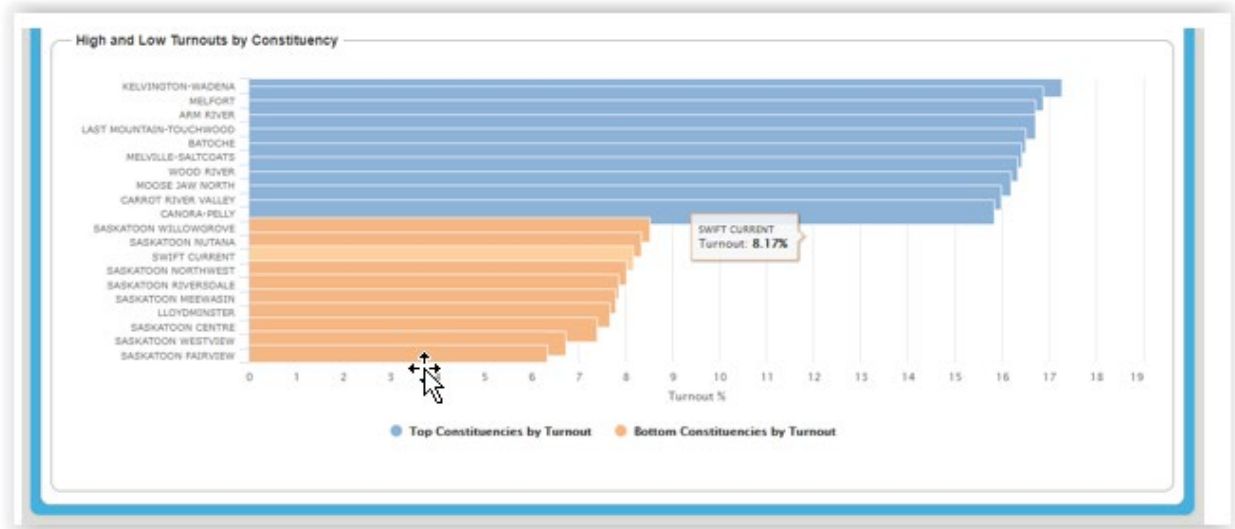 High and Low Turnouts by Constituency
KELVINGTON-WADENA
MELFORT
ARM RIVER
LAST MOUNTAIN-TOUCHWOOD
BATOCHE
MELVILLE-SALTCOATS
WOOD RIVER
MOOSE JAW NORTH
CARROT RIVER VALLEY
CANORA-PELLY
SASKATOON WILLOWGROVE
SASKATOON NUTANA
SWIFT CURRENT
SASKATOON NORTHWEST
SASKATOON RIVERSDALE
SASKATOON MEEWASIN
LLOYDMINSTER
SASKATOON CENTRE
SASKATOON WESTVIEW
SASKATOON FAIRVIEW
SWIFT CURRENT
Turnout: 8.17%
0 1 2 3 4 5 6 7 8 9 10 11 12 13 14 15 16 17 18 19
Turnout %
Top Constituencies by Turnout Bottom Constituencies by Turnout